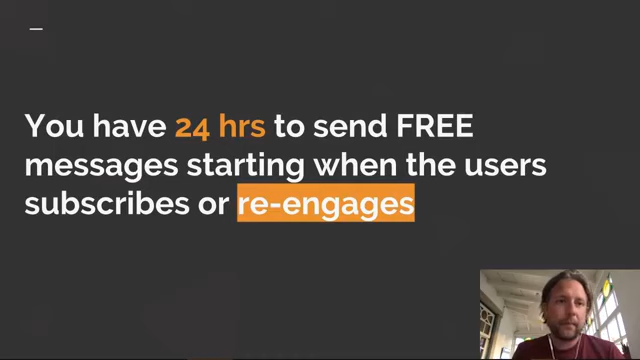 You have 24 hrs to send FREE
messages starting when the users
subscribes or re-engages